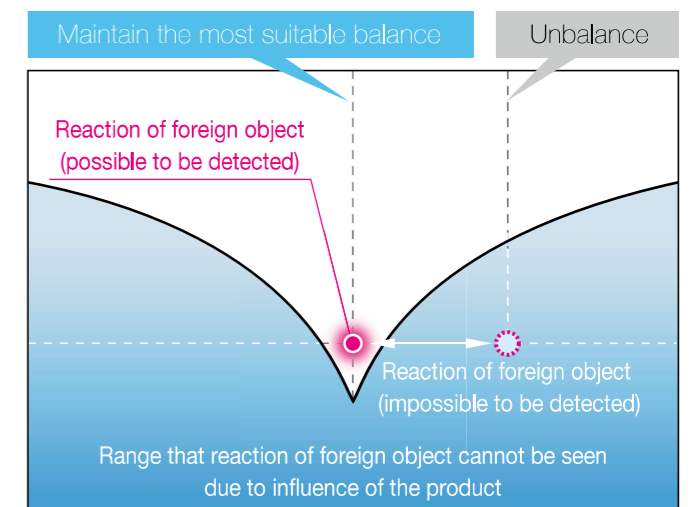 Maintain the most suitable balance
Unbalance
Reaction of foreign object
(possible to be detected)
Reaction of foreign object
(impossible to be detected)
Range that reaction of foreign object cannot be seen
due to influence of the product